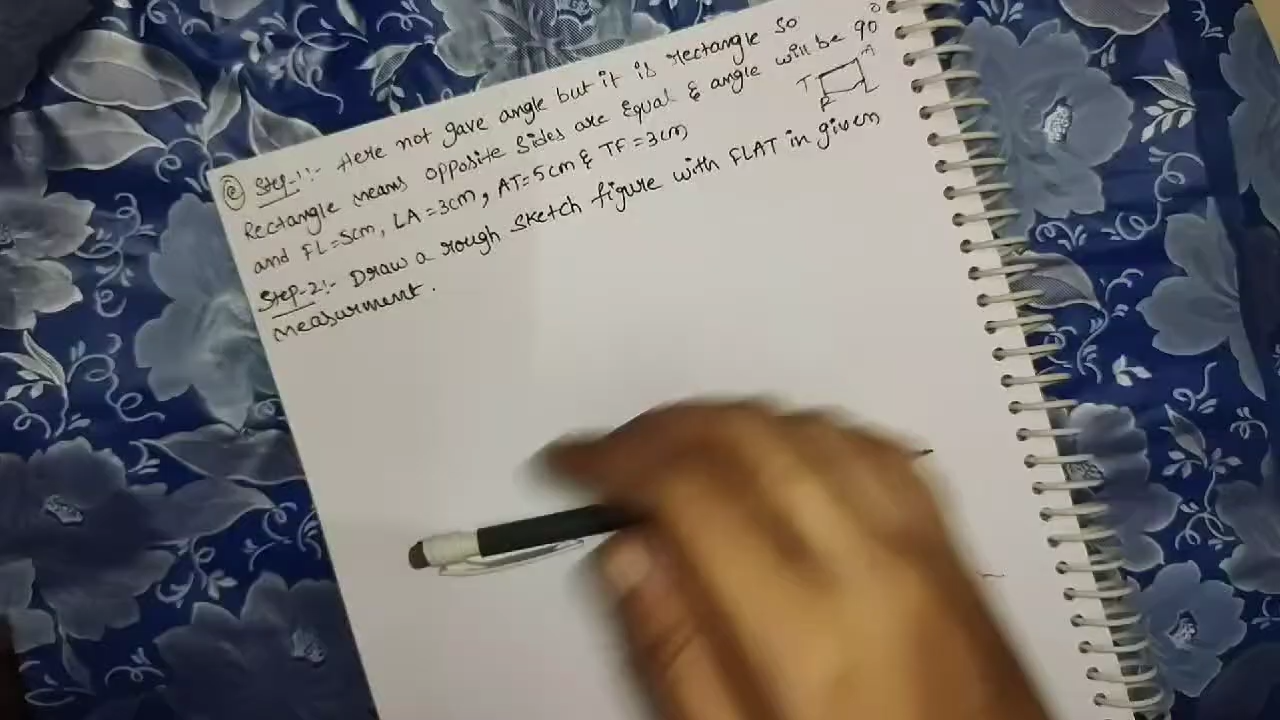 (e) Step-1:- Here not gave angle but it is rectangle so
Rectangle means opposite sides are equal & angle will be 90°
and FL=5cm, LA=3cm, AT=5cm & TF=3cm
T A
F L
Step-2:- Draw a rough sketch figure with FLAT in given
measurment.